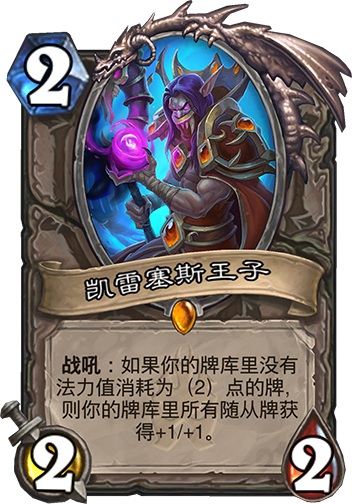 2
凯雷塞斯王子
战吼：如果你的牌库里没有
法力值消耗为（2）点的牌，
则你的牌库里所有随从牌获
得+1/+1。
2
2